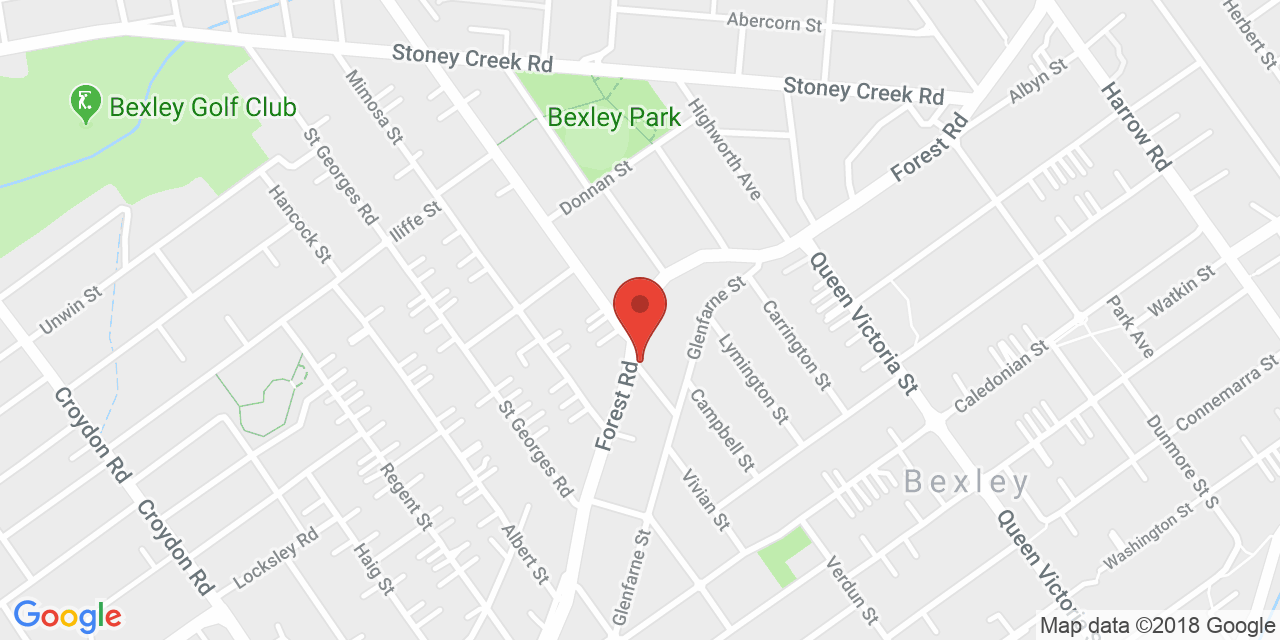 Abercorn St
Herbert St
Stoney Creek Rd
Stoney Creek Rd
Albyn St
Harrow Rd
Bexley Golf Club
Mimosa St
Bexley Park
Highworth Ave
Forest Rd
St Georges Rd
Hancock St
Iliffe St
Donnan St
Unwin St
Queen Victoria St
Glenfarne St
Carrington St
Lymington St
Park Ave
Watkin St
Caledonian St
Connemarra St
Forest Rd
Campbell St
Croydon Rd
St Georges Rd
Bexley
Dunmore St S
Regent St
Vivian St
Croydon Rd
Albert St
Locksley Rd
Haig St
Glenfarne St
Verdun St
Queen Victoria
Washington St
Google
Map data ©2018 Google